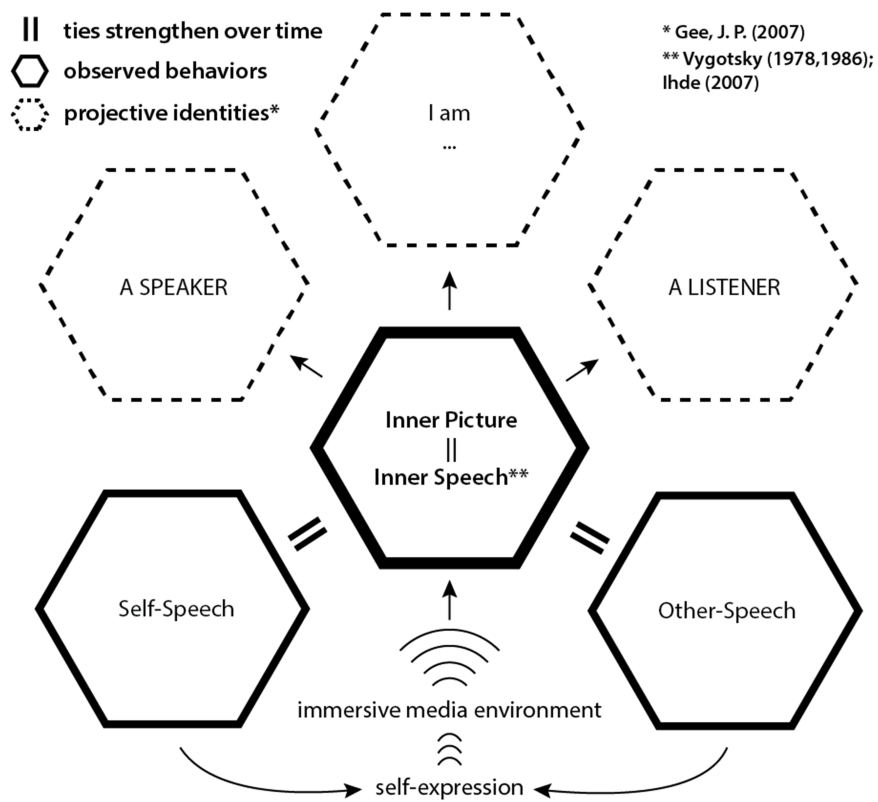 ties strengthen over time
observed behaviors
projective identities*
* Gee, J. P. (2007)
** Vygotsky (1978,1986);
Ihde (2007)
I am
...
A SPEAKER
A LISTENER
Inner Picture
||
Inner Speech**
Self-Speech
Other-Speech
immersive media environment
self-expression